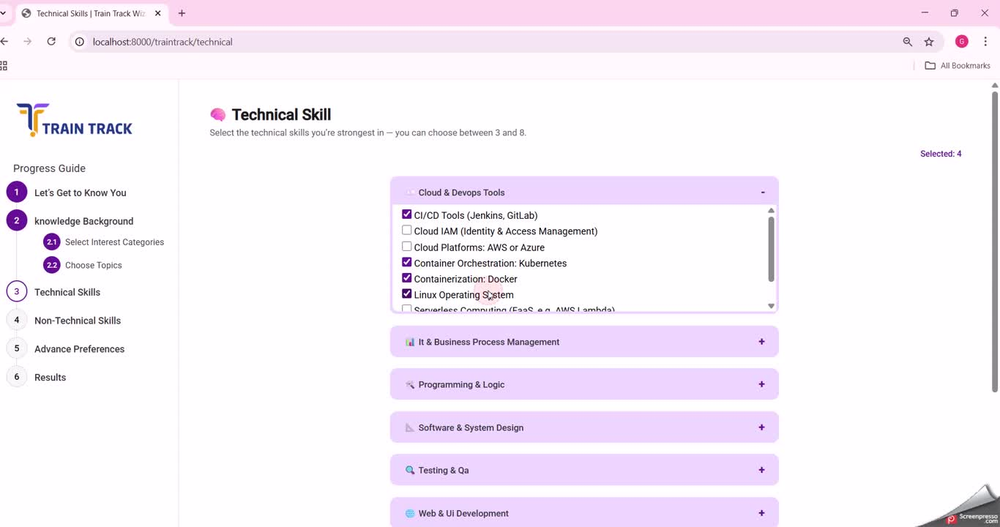 Technical Skills | Train Track Wiz
localhost:8000/traintrack/technical
G
All Bookmarks
TRAIN TRACK
Progress Guide
1 Let's Get to Know You
2 knowledge Background
2.1 Select Interest Categories
2.2 Choose Topics
3 Technical Skills
4 Non-Technical Skills
5 Advance Preferences
6 Results
Technical Skill
Select the technical skills you're strongest in — you can choose between 3 and 8.
Selected: 4
Cloud & Devops Tools -
CI/CD Tools (Jenkins, GitLab)
Cloud IAM (Identity & Access Management)
Cloud Platforms: AWS or Azure
Container Orchestration: Kubernetes
Containerization: Docker
Linux Operating System
Serverless Computing (FaaS, e.g. AWS Lambda)
It & Business Process Management +
Programming & Logic +
Software & System Design +
Testing & Qa +
Web & Ui Development +
Screenpresso
.com